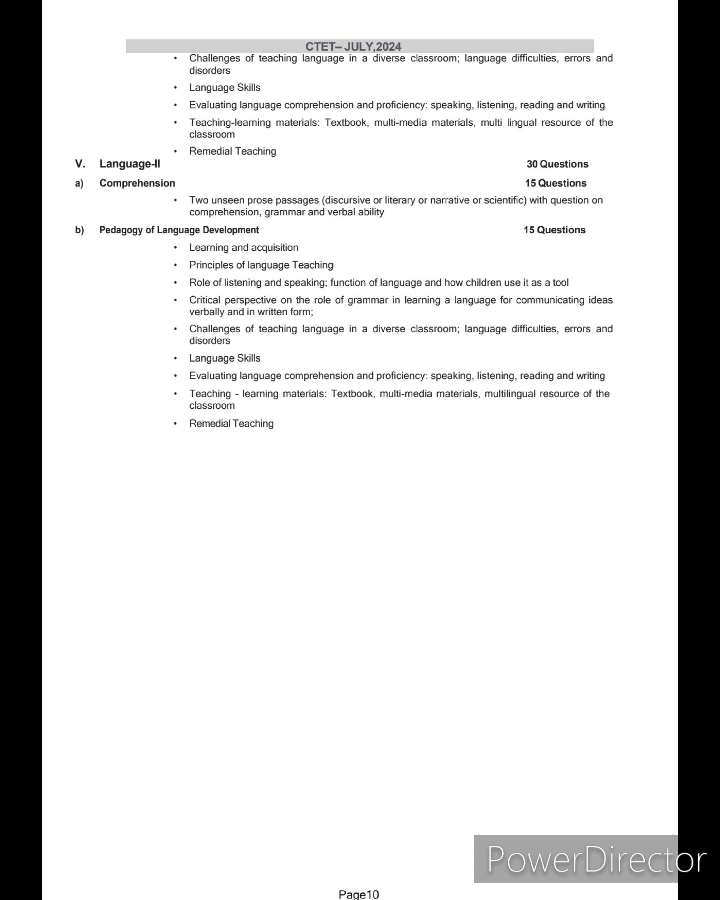 CTET– JULY,2024
• Challenges of teaching language in a diverse classroom; language difficulties, errors and
disorders
• Language Skills
• Evaluating language comprehension and proficiency: speaking, listening, reading and writing
• Teaching-learning materials: Textbook, multi-media materials, multi lingual resource of the
classroom
• Remedial Teaching
V. Language-II 30 Questions
a) Comprehension 15 Questions
• Two unseen prose passages (discursive or literary or narrative or scientific) with question on
comprehension, grammar and verbal ability
b) Pedagogy of Language Development 15 Questions
• Learning and acquisition
• Principles of language Teaching
• Role of listening and speaking; function of language and how children use it as a tool
• Critical perspective on the role of grammar in learning a language for communicating ideas
verbally and in written form;
• Challenges of teaching language in a diverse classroom; language difficulties, errors and
disorders
• Language Skills
• Evaluating language comprehension and proficiency: speaking, listening, reading and writing
• Teaching - learning materials: Textbook, multi-media materials, multilingual resource of the
classroom
• Remedial Teaching
PowerDirector
Page10